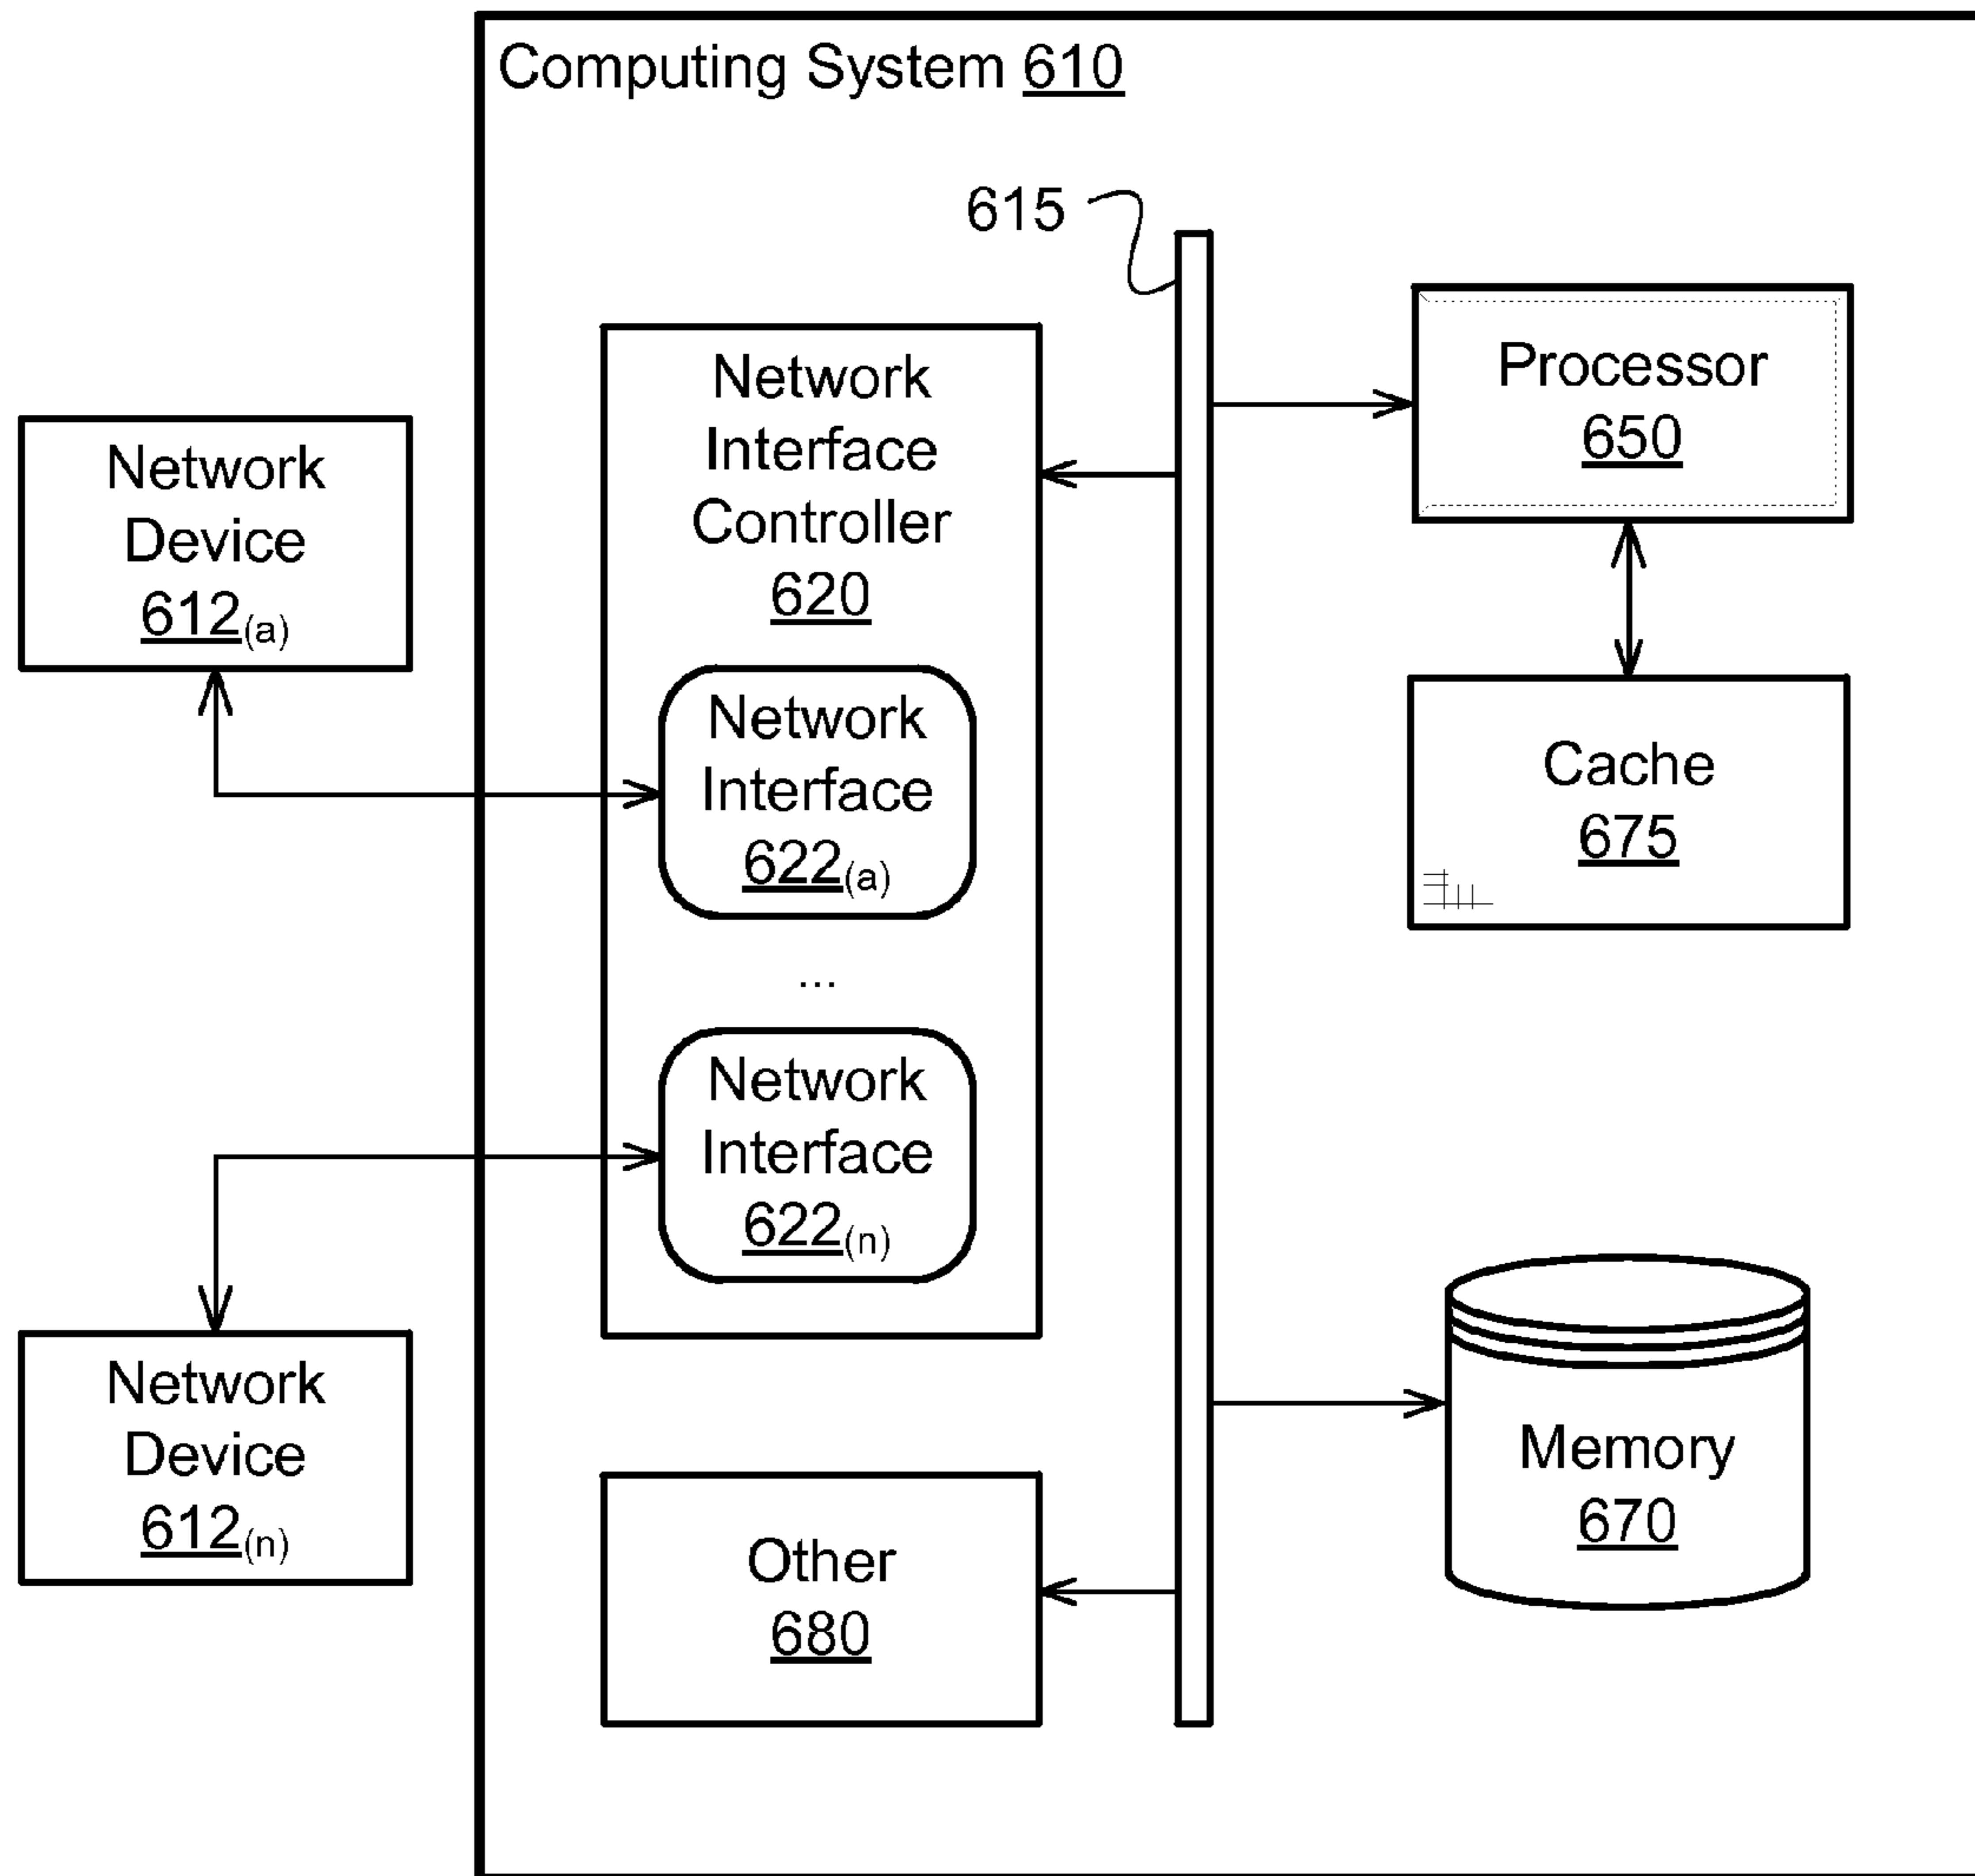 Computing System 610
615
Network
Interface
Controller
620
Network
Interface
622(a)
...
Network
Interface
622(n)
Network
Device
612(a)
Network
Device
612(n)
Other
680
Processor
650
Cache
675
Memory
670